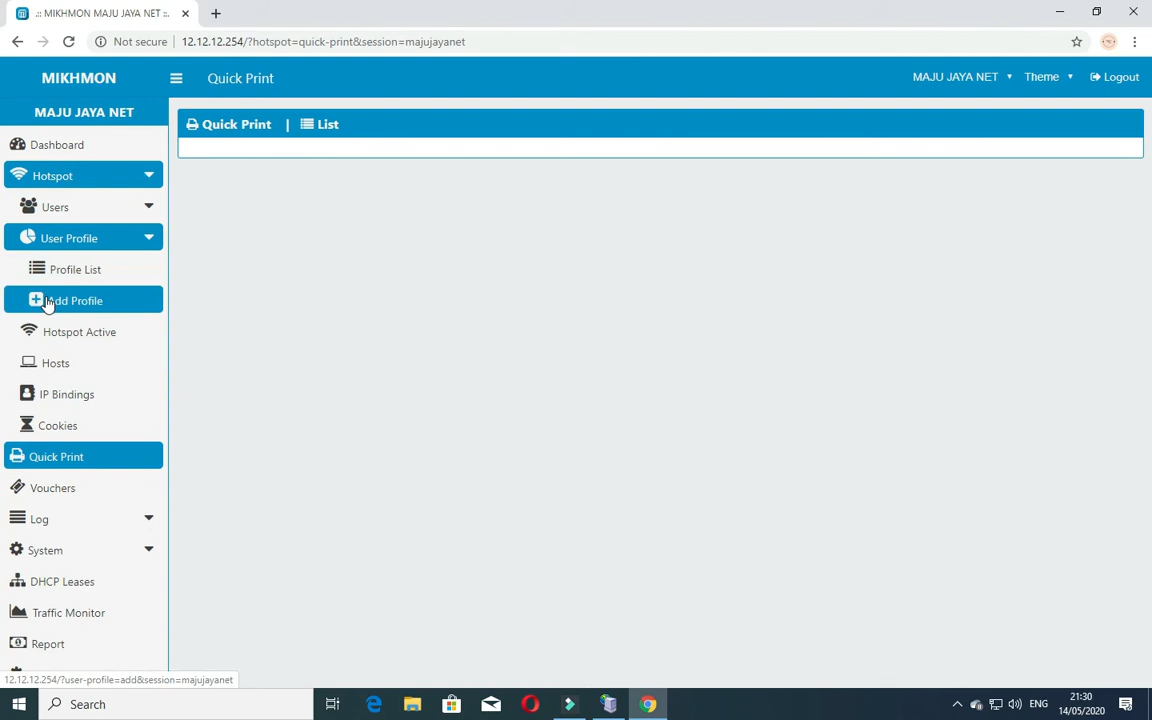 .:: MIKHMON MAJU JAYA NET ::.
Not secure
12.12.12.254/?hotspot=quick-print&session=majujayanet
MIKHMON
Quick Print
MAJU JAYA NET
Theme
Logout
MAJU JAYA NET
Quick Print | List
Dashboard
Hotspot
Users
User Profile
Profile List
Add Profile
Hotspot Active
Hosts
IP Bindings
Cookies
Quick Print
Vouchers
Log
System
DHCP Leases
Traffic Monitor
Report
12.12.12.254/?user-profile=add&session=majujayanet
Search
ENG
21:30
14/05/2020